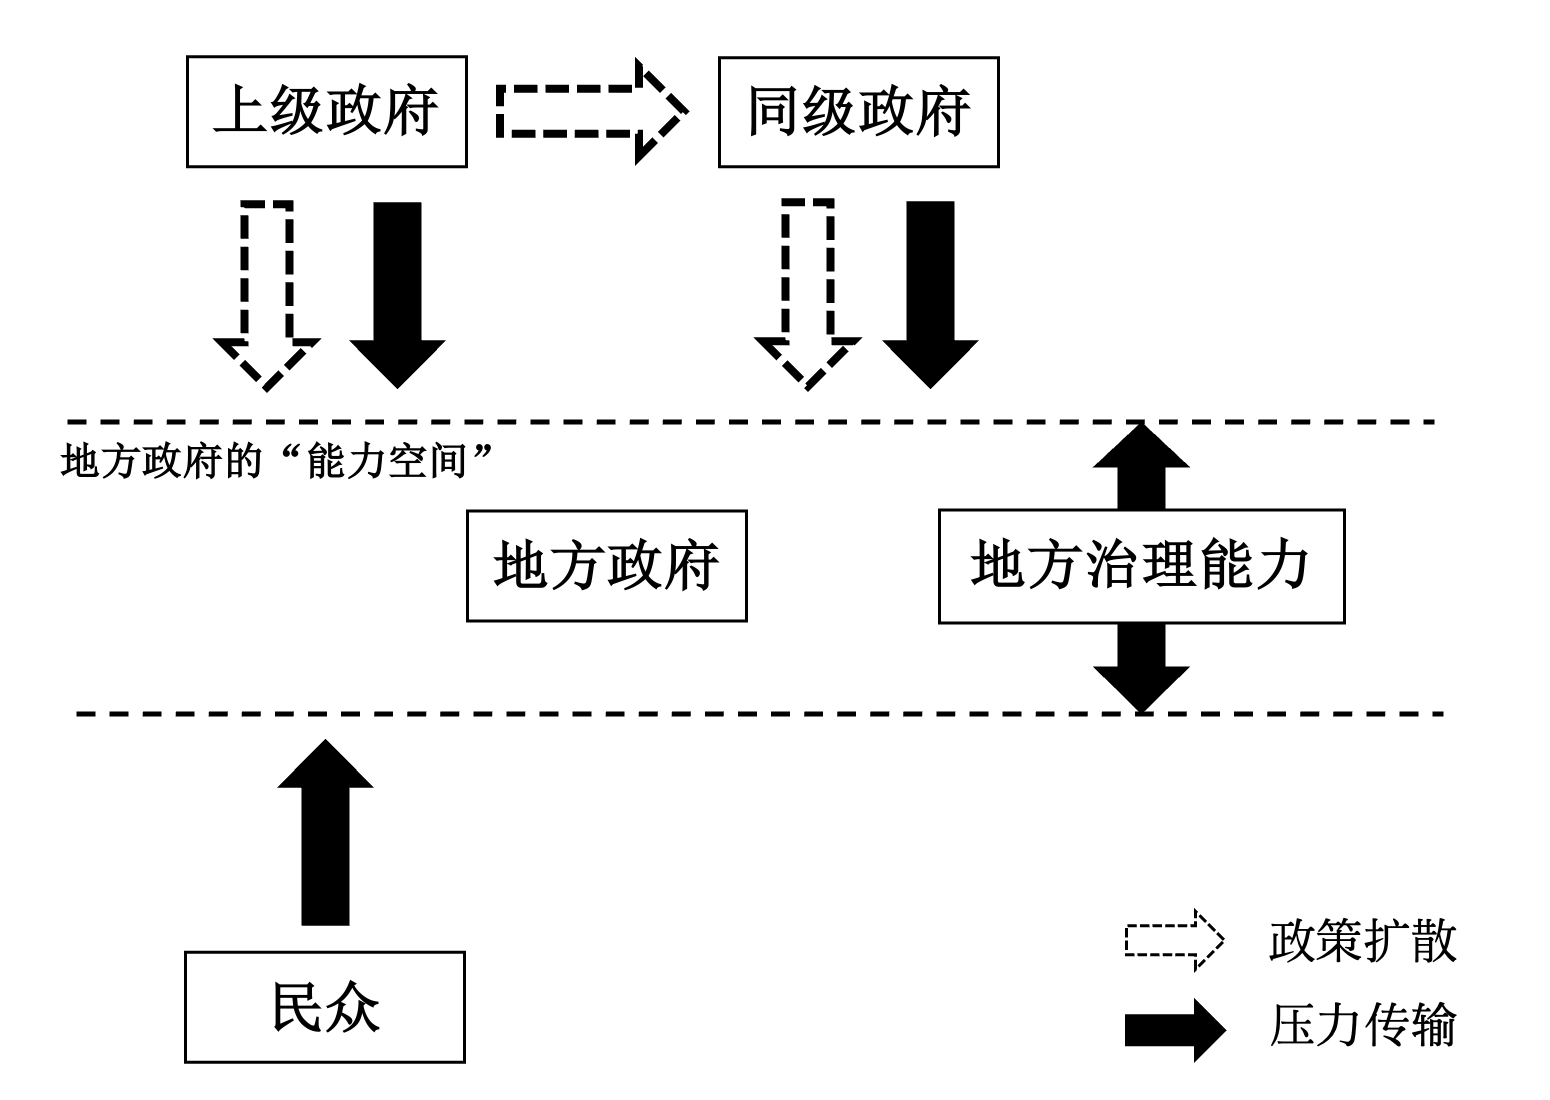 上级政府
同级政府
地方政府的“能力空间”
地方政府
地方治理能力
民众
政策扩散
压力传输